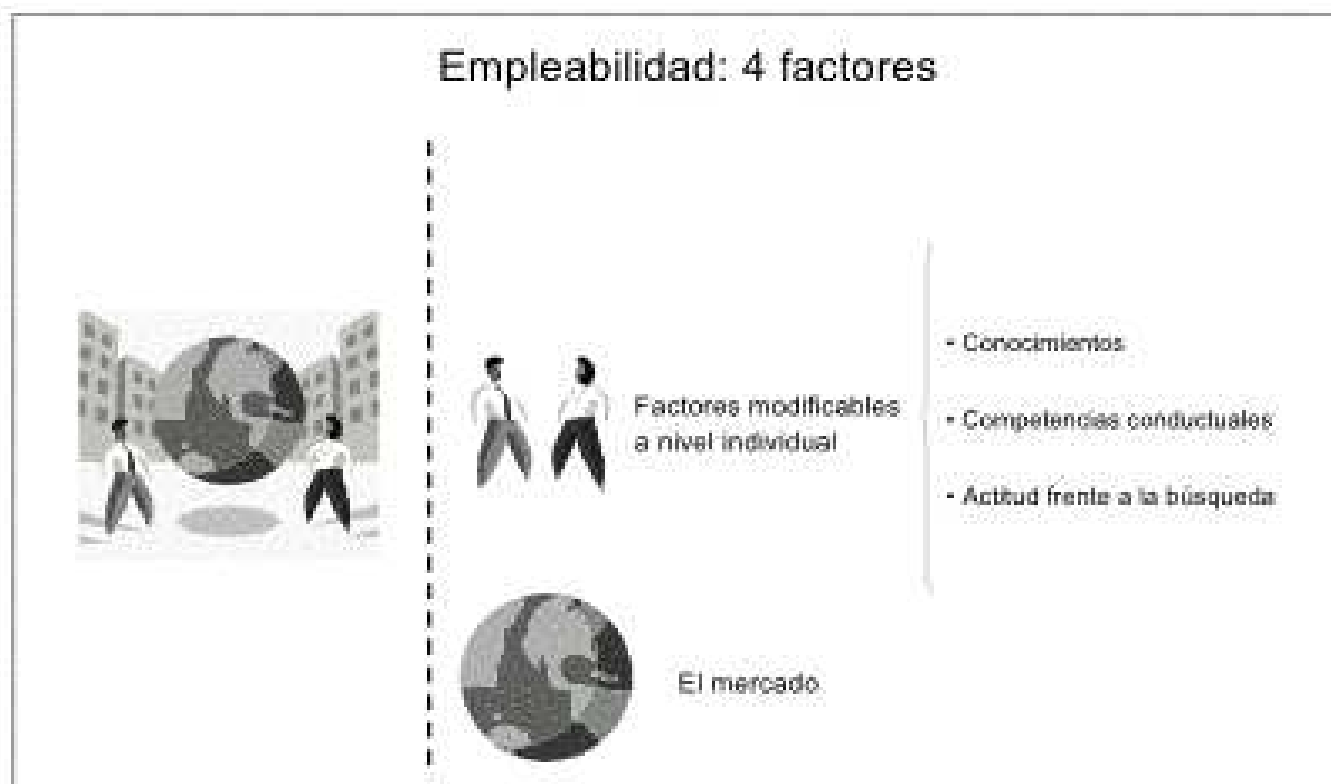 Empleabilidad: 4 factores
• Conocimientos
Factores modificables
a nivel individual
• Competencias conductuales
• Actitud frente a la búsqueda
El mercado